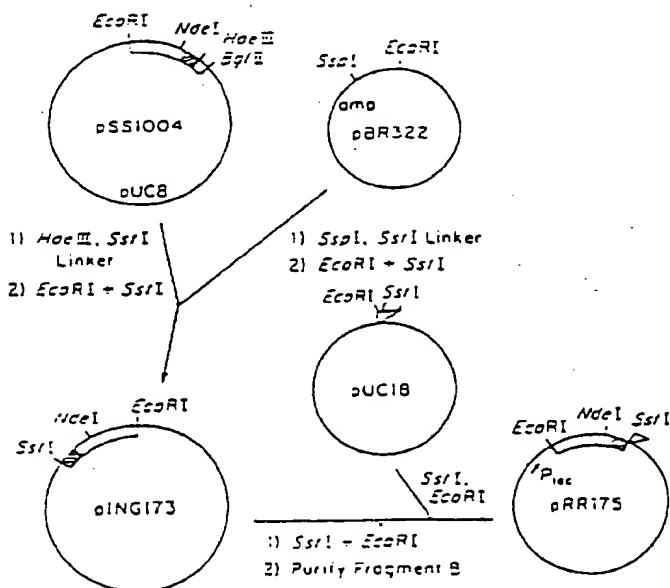 EcoRI
NdeI
HaeIII
BglII
pSS1004
pUC8
SspI
EcoRI
amp
pBR322
1) HaeIII, SstI
Linker
2) EcoRI + SstI
1) SspI, SstI Linker
2) EcoRI + SstI
EcoRI SstI
pUC18
NdeI
EcoRI
SstI
pING173
SstI,
EcoRI
EcoRI
NdeI
SstI
Plac
pRR175
1) SstI + EcoRI
2) Purify Fragment B